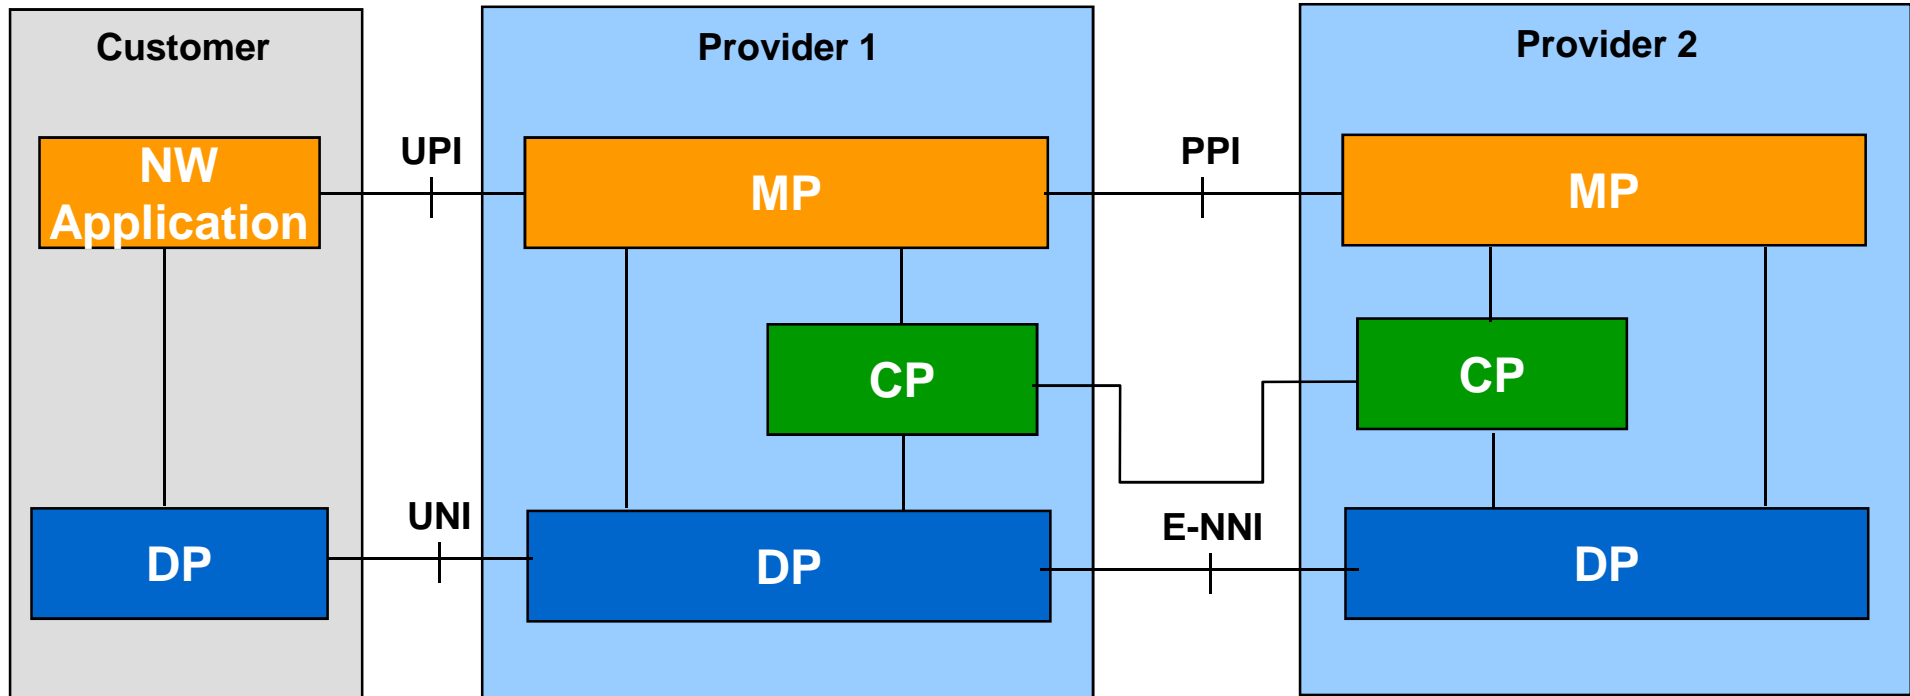 Customer
Provider 1
Provider 2
NW
Application
UPI
MP
PPI
MP
CP
CP
DP
UNI
DP
E-NNI
DP